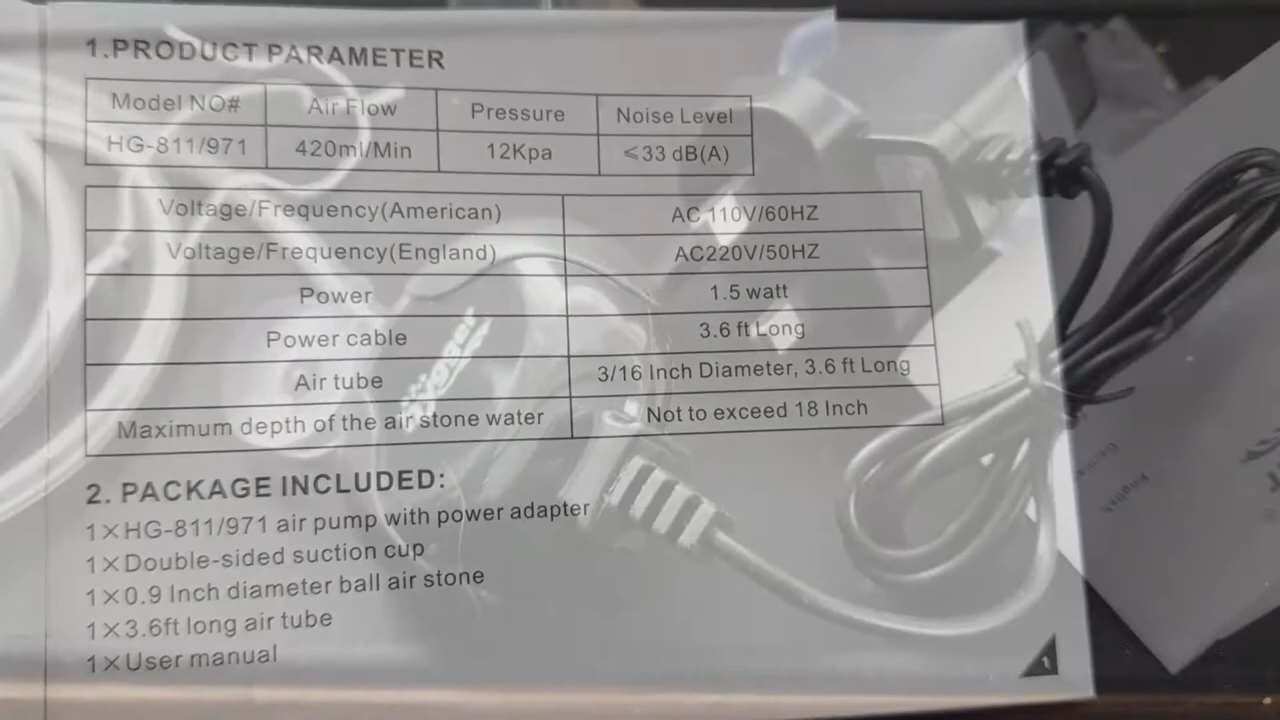 1.PRODUCT PARAMETER
Model NO# Air Flow Pressure Noise Level
HG-811/971 420ml/Min 12Kpa ≤33 dB(A)
Voltage/Frequency(American) AC 110V/60HZ
Voltage/Frequency(England) AC220V/50HZ
Power 1.5 watt
Power cable 3.6 ft Long
Air tube 3/16 Inch Diameter, 3.6 ft Long
Maximum depth of the air stone water Not to exceed 18 Inch
hygger
2. PACKAGE INCLUDED:
1×HG-811/971 air pump with power adapter
1×Double-sided suction cup
1×0.9 Inch diameter ball air stone
1×3.6ft long air tube
1×User manual
1
English